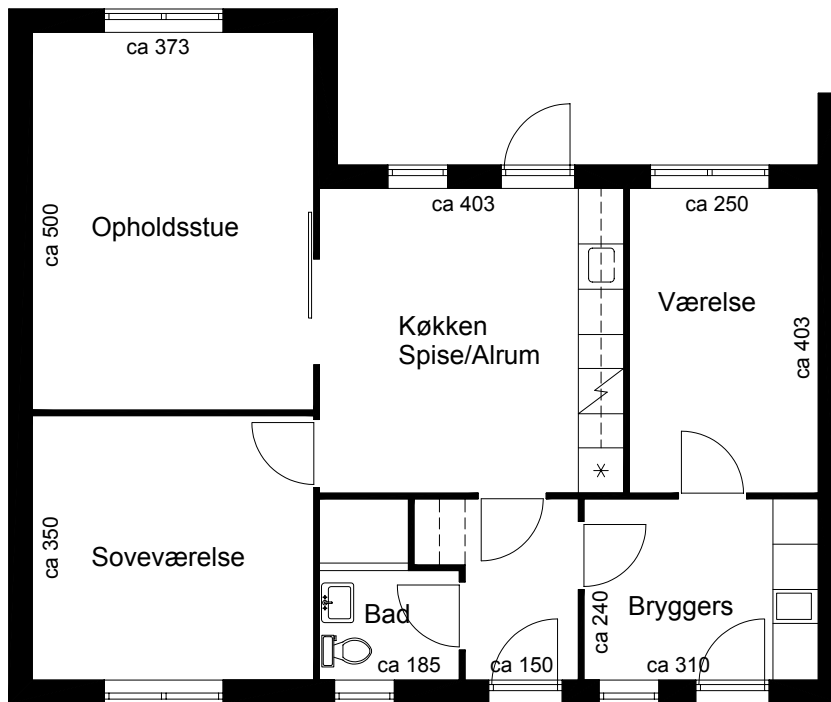 ca 373
ca 500
Opholdsstue
ca 403
ca 250
Værelse
ca 403
Køkken
Spise/Alrum
ca 350
Soveværelse
Bad
ca 185
ca 150
ca 240
Bryggers
ca 310